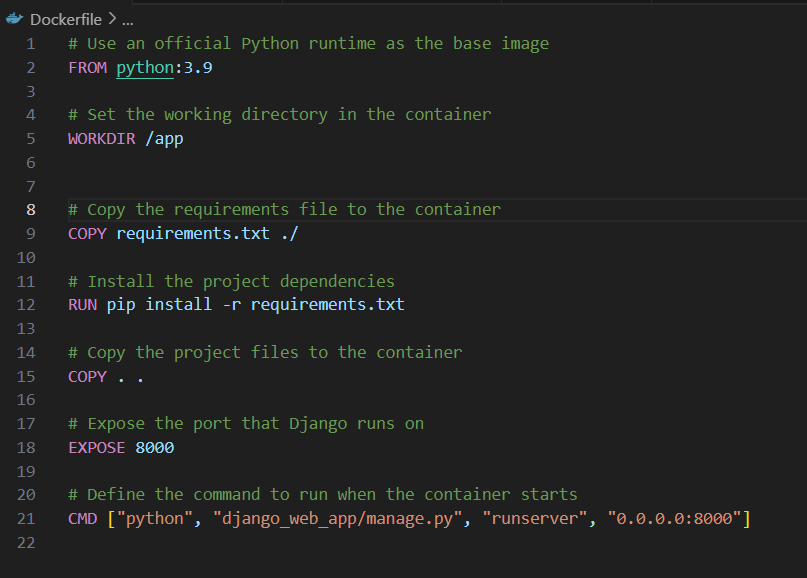 Dockerfile > ...
1 # Use an official Python runtime as the base image
2 FROM python:3.9
3
4 # Set the working directory in the container
5 WORKDIR /app
6
7
8 # Copy the requirements file to the container
9 COPY requirements.txt ./
10
11 # Install the project dependencies
12 RUN pip install -r requirements.txt
13
14 # Copy the project files to the container
15 COPY . .
16
17 # Expose the port that Django runs on
18 EXPOSE 8000
19
20 # Define the command to run when the container starts
21 CMD ["python", "django_web_app/manage.py", "runserver", "0.0.0.0:8000"]
22